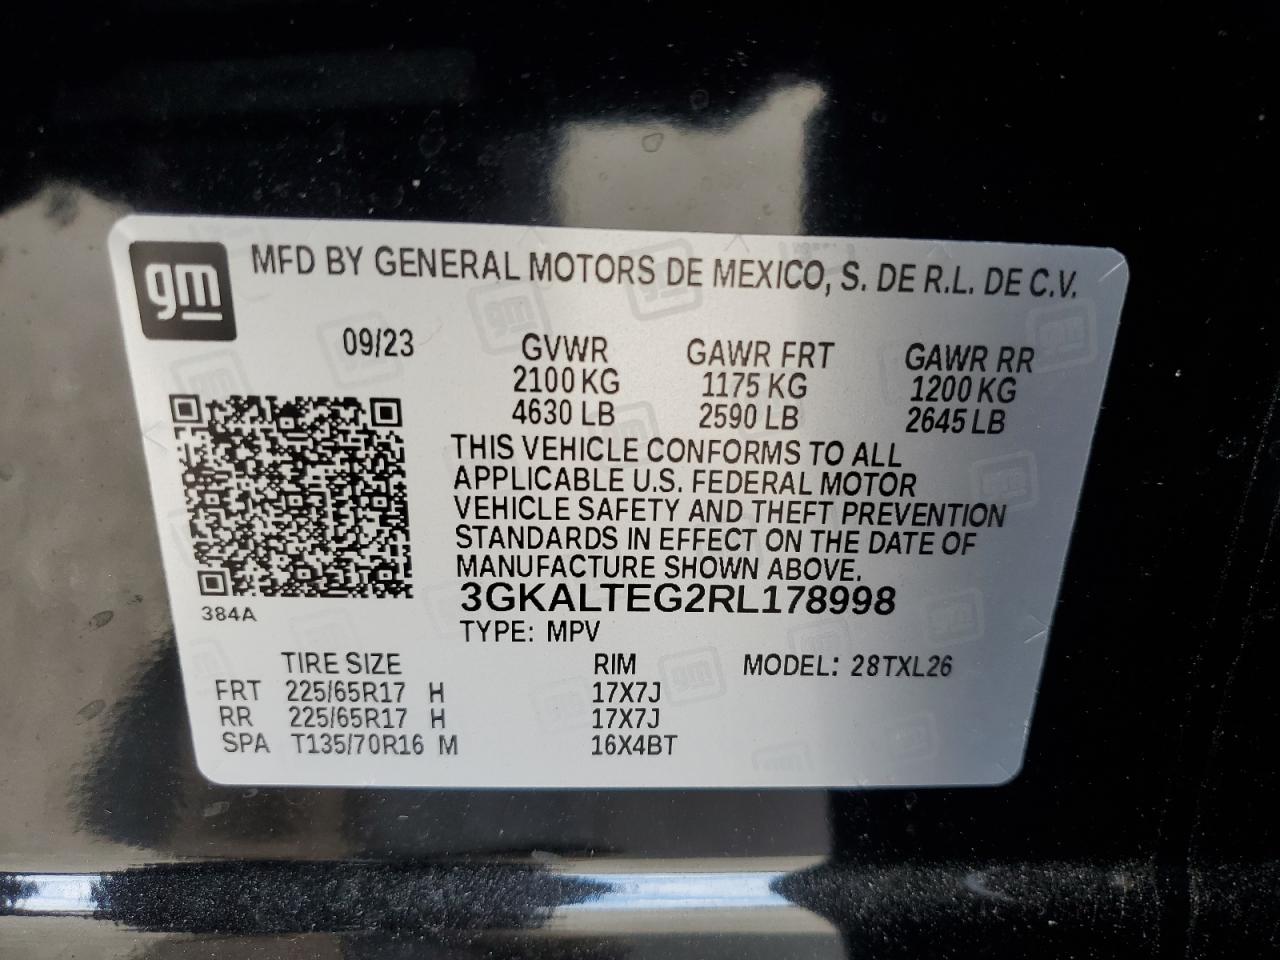 gm
MFD BY GENERAL MOTORS DE MEXICO, S. DE R.L. DE C.V.
09/23 GVWR GAWR FRT GAWR RR
2100 KG 1175 KG 1200 KG
4630 LB 2590 LB 2645 LB
THIS VEHICLE CONFORMS TO ALL
APPLICABLE U.S. FEDERAL MOTOR
VEHICLE SAFETY AND THEFT PREVENTION
STANDARDS IN EFFECT ON THE DATE OF
MANUFACTURE SHOWN ABOVE.
3GKALTEG2RL178998
384A
TYPE: MPV
TIRE SIZE RIM MODEL: 28TXL26
FRT 225/65R17 H 17X7J
RR 225/65R17 H 17X7J
SPA T135/70R16 M 16X4BT